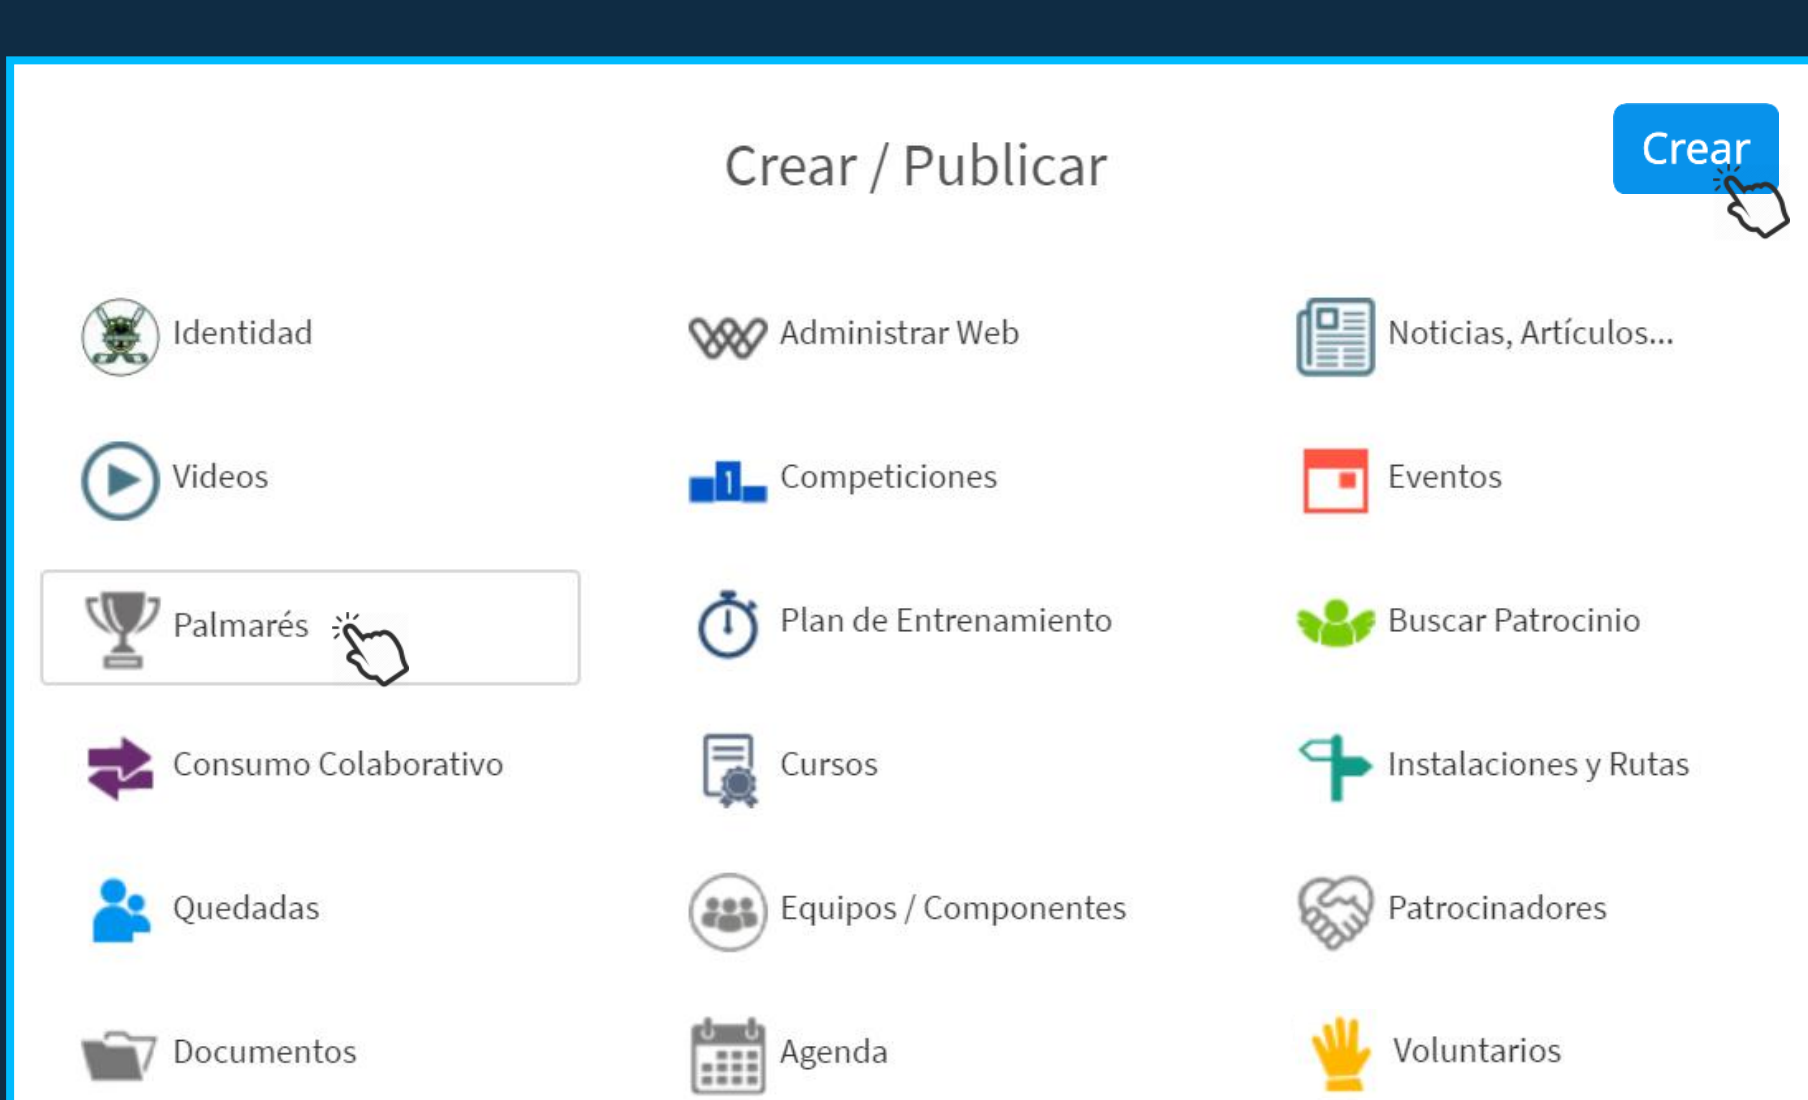 Crear / Publicar
Crear
Identidad
Administrar Web
Noticias, Artículos...
Videos
1
Competiciones
Eventos
Palmarés
Plan de Entrenamiento
Buscar Patrocinio
Consumo Colaborativo
Cursos
Instalaciones y Rutas
Quedadas
Equipos / Componentes
Patrocinadores
Documentos
Agenda
Voluntarios